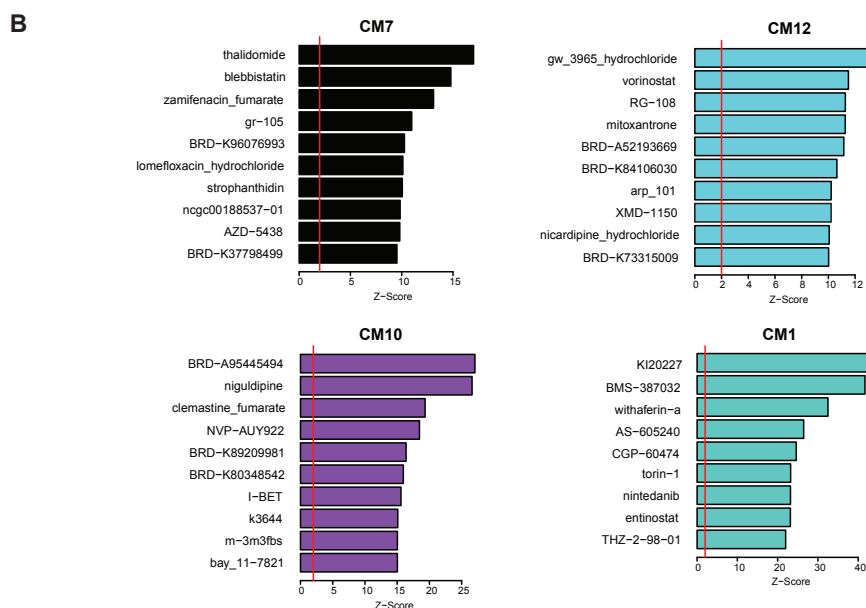 B
CM7
thalidomide
blebbistatin
zamifenacin_fumarate
gr−105
BRD−K96076993
lomefloxacin_hydrochloride
strophanthidin
ncgc00188537−01
AZD−5438
BRD−K37798499
0 5 10 15
Z−Score
CM12
gw_3965_hydrochloride
vorinostat
RG−108
mitoxantrone
BRD−A52193669
BRD−K84106030
arp_101
XMD−1150
nicardipine_hydrochloride
BRD−K73315009
0 2 4 6 8 10 12
Z−Score
CM10
BRD−A95445494
niguldipine
clemastine_fumarate
NVP−AUY922
BRD−K89209981
BRD−K80348542
I−BET
k3644
m−3m3fbs
bay_11−7821
0 5 10 15 20 25
Z−Score
CM1
KI20227
BMS−387032
withaferin−a
AS−605240
CGP−60474
torin−1
nintedanib
entinostat
THZ−2−98−01
0 10 20 30 40
Z−Score